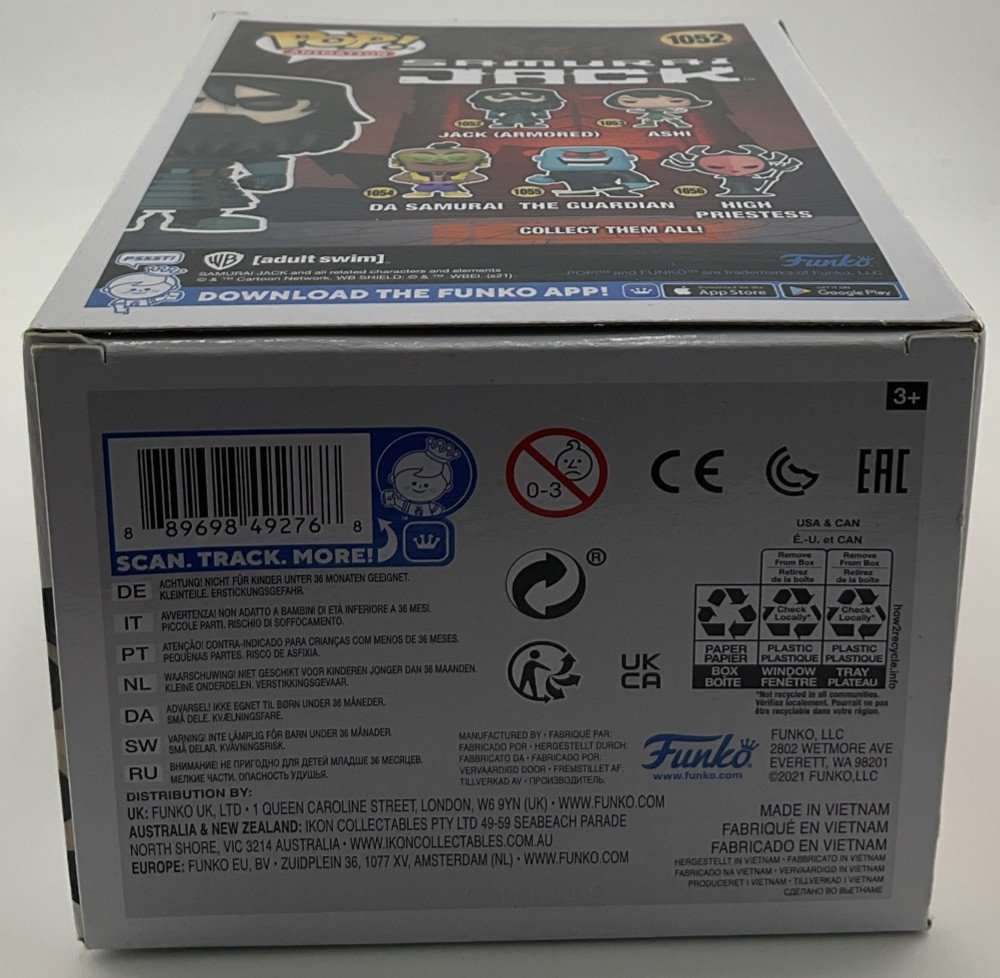 POP!
ANIMATION
1052
SAMURAI
JACK
1052
JACK (ARMORED)
1053
ASHI
1054
DA SAMURAI
1055
THE GUARDIAN
1056
HIGH
PRIESTESS
COLLECT THEM ALL!
PSSST!
WB [adult swim].
SAMURAI JACK and all related characters and elements
© & ™ Cartoon Network. WB SHIELD: © & ™ WBEI. (s21)
Funko
POP!™ and FUNKO® are trademarks of Funko, LLC
DOWNLOAD THE FUNKO APP!
Download on the
App Store
GET IT ON
Google Play
3+
8 89698 49276 8
SCAN. TRACK. MORE!
0-3
CE
EAC
DE ACHTUNG! NICHT FÜR KINDER UNTER 36 MONATEN GEEIGNET.
KLEINTEILE. ERSTICKUNGSGEFAHR.
IT AVVERTENZA! NON ADATTO A BAMBINI DI ETÀ INFERIORE A 36 MESI.
PICCOLE PARTI. RISCHIO DI SOFFOCAMENTO.
PT ATENÇÃO! CONTRA-INDICADO PARA CRIANÇAS COM MENOS DE 36 MESES.
PEQUENAS PARTES. RISCO DE ASFIXIA.
NL WAARSCHUWING! NIET GESCHIKT VOOR KINDEREN JONGER DAN 36 MAANDEN.
KLEINE ONDERDELEN. VERSTIKKINGSGEVAAR.
DA ADVARSEL! IKKE EGNET TIL BØRN UNDER 36 MÅNEDER.
SMÅ DELE. KVÆLNINGSFARE.
SW VARNING! INTE LÄMPLIG FÖR BARN UNDER 36 MÅNADER.
SMÅ DELAR. KVÄVNINGSRISK.
RU ВНИМАНИЕ! НЕ ПРИГОДНО ДЛЯ ДЕТЕЙ МЛАДШЕ 36 МЕСЯЦЕВ.
МЕЛКИЕ ЧАСТИ. ОПАСНОСТЬ УДУШЬЯ.
®
UK
CA
USA & CAN
É.-U. et CAN
Remove
From Box
Retirez
de la boîte
Remove
From Box
Retirez
de la boîte
Check
Locally*
Check
Locally*
PAPER
PAPIER
BOX
BOÎTE
PLASTIC
PLASTIQUE
WINDOW
FENÊTRE
PLASTIC
PLASTIQUE
TRAY
PLATEAU
how2recycle.info
*Not recycled in all communities.
Vérifiez localement. Pourrait ne pas
être recyclable dans votre région.
MANUFACTURED BY • FABRIQUÉ PAR:
FABRICADO POR • HERGESTELLT DURCH:
FABBRICATO DA • FABRICADO POR:
VERVAARDIGD DOOR • FREMSTILLET AF:
TILLVERKAD AV • ПРОИЗВОДИТЕЛЬ:
Funko
www.funko.com
FUNKO, LLC
2802 WETMORE AVE
EVERETT, WA 98201
©2021 FUNKO,LLC
DISTRIBUTION BY:
UK: FUNKO UK, LTD • 1 QUEEN CAROLINE STREET, LONDON, W6 9YN (UK) • WWW.FUNKO.COM
AUSTRALIA & NEW ZEALAND: IKON COLLECTABLES PTY LTD 49-59 SEABEACH PARADE
NORTH SHORE, VIC 3214 AUSTRALIA • WWW.IKONCOLLECTABLES.COM.AU
EUROPE: FUNKO EU, BV • ZUIDPLEIN 36, 1077 XV, AMSTERDAM (NL) • WWW.FUNKO.COM
MADE IN VIETNAM
FABRIQUÉ EN VIETNAM
FABRICADO EN VIETNAM
HERGESTELLT IN VIETNAM • FABBRICATO IN VIETNAM
FABRICADO NA VIETNAM • VERVAARDIGD IN VIETNAM
PRODUCERET I VIETNAM • TILLVERKAD I VIETNAM
СДЕЛАНО ВО ВЬЕТНАМЕ